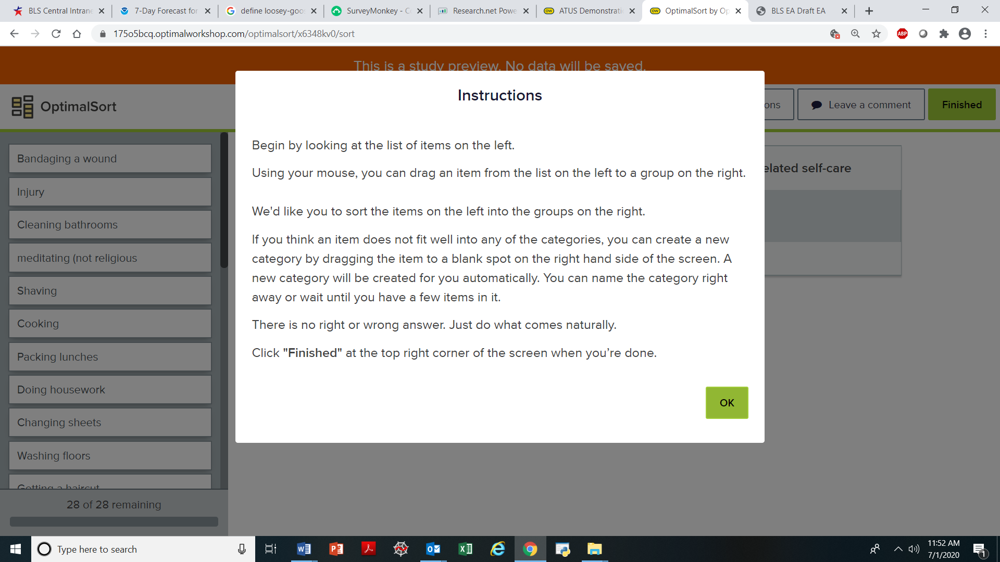 BLS Central Intrane
7-Day Forecast for
define loosey-goos
SurveyMonkey - C
Research.net Powe
ATUS Demonstrati
OptimalSort by Op
BLS EA Draft EA
175o5bcq.optimalworkshop.com/optimalsort/x6348kv0/sort
ABP
This is a study preview. No data will be saved.
OptimalSort
ons
Leave a comment
Finished
Instructions
Begin by looking at the list of items on the left.
Using your mouse, you can drag an item from the list on the left to a group on the right.
We'd like you to sort the items on the left into the groups on the right.
If you think an item does not fit well into any of the categories, you can create a new
category by dragging the item to a blank spot on the right hand side of the screen. A
new category will be created for you automatically. You can name the category right
away or wait until you have a few items in it.
There is no right or wrong answer. Just do what comes naturally.
Click "Finished" at the top right corner of the screen when you’re done.
OK
elated self-care
Bandaging a wound
Injury
Cleaning bathrooms
meditating (not religious
Shaving
Cooking
Packing lunches
Doing housework
Changing sheets
Washing floors
Getting a haircut
28 of 28 remaining
Type here to search
11:52 AM
7/1/2020
1